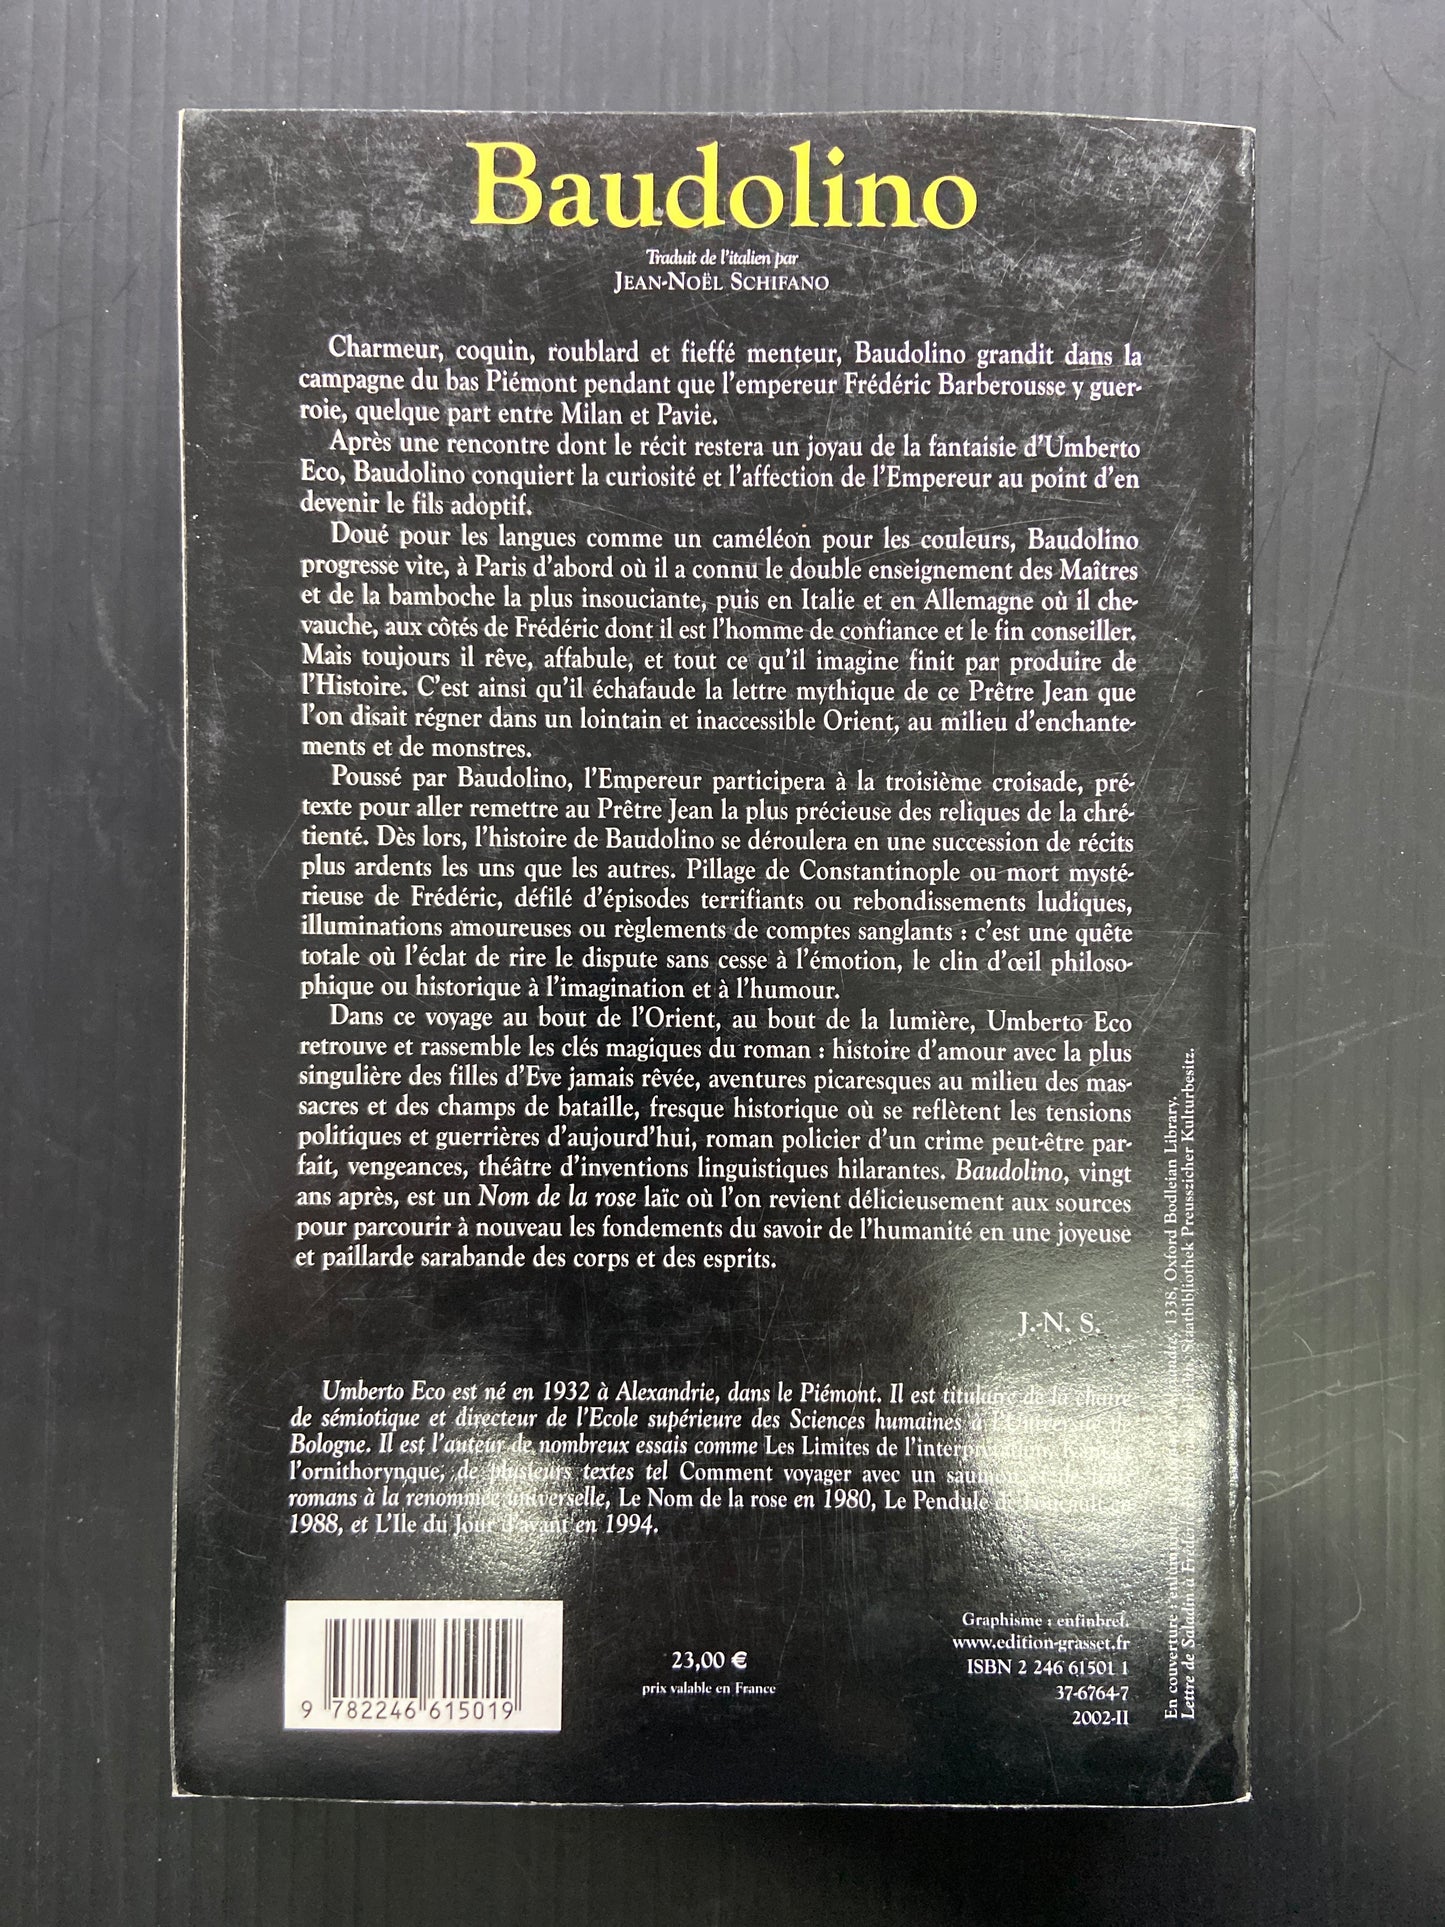 Baudolino
Traduit de l'italien par
JEAN-NOËL SCHIFANO
Charmeur, coquin, roublard et fieffé menteur, Baudolino grandit dans la
campagne du bas Piémont pendant que l'empereur Frédéric Barberousse y guer-
roie, quelque part entre Milan et Pavie.
Après une rencontre dont le récit restera un joyau de la fantaisie d'Umberto
Eco, Baudolino conquiert la curiosité et l'affection de l'Empereur au point d'en
devenir le fils adoptif.
Doué pour les langues comme un caméléon pour les couleurs, Baudolino
progresse vite, à Paris d'abord où il a connu le double enseignement des Maîtres
et de la bamboche la plus insouciante, puis en Italie et en Allemagne où il che-
vauche, aux côtés de Frédéric dont il est l'homme de confiance et le fin conseiller.
Mais toujours il rêve, affabule, et tout ce qu'il imagine finit par produire de
l'Histoire. C'est ainsi qu'il échafaude la lettre mythique de ce Prêtre Jean que
l'on disait régner dans un lointain et inaccessible Orient, au milieu d'enchante-
ments et de monstres.
Poussé par Baudolino, l'Empereur participera à la troisième croisade, pré-
texte pour aller remettre au Prêtre Jean la plus précieuse des reliques de la chré-
tienté. Dès lors, l'histoire de Baudolino se déroulera en une succession de récits
plus ardents les uns que les autres. Pillage de Constantinople ou mort mysté-
rieuse de Frédéric, défilé d'épisodes terrifiants ou rebondissements ludiques,
illuminations amoureuses ou règlements de comptes sanglants : c'est une quête
totale où l'éclat de rire le dispute sans cesse à l'émotion, le clin d'œil philoso-
phique ou historique à l'imagination et à l'humour.
Dans ce voyage au bout de l'Orient, au bout de la lumière, Umberto Eco
retrouve et rassemble les clés magiques du roman : histoire d'amour avec la plus
singulière des filles d'Eve jamais rêvée, aventures picaresques au milieu des mas-
sacres et des champs de bataille, fresque historique où se reflètent les tensions
politiques et guerrières d'aujourd'hui, roman policier d'un crime peut-être par-
fait, vengeances, théâtre d'inventions linguistiques hilarantes. Baudolino, vingt
ans après, est un Nom de la rose laïc où l'on revient délicieusement aux sources
pour parcourir à nouveau les fondements du savoir de l'humanité en une joyeuse
et paillarde sarabande des corps et des esprits.
J.-N. S.
Umberto Eco est né en 1932 à Alexandrie, dans le Piémont. Il est titulaire de la chaire
de sémiotique et directeur de l'Ecole supérieure des Sciences humaines à l'Université de
Bologne. Il est l'auteur de nombreux essais comme Les Limites de l'interprétation,
l'ornithorynque, de plusieurs textes tel Comment voyager avec un saumon
romans à la renommée universelle, Le Nom de la rose en 1980, Le Pendule de Foucault en
1988, et L'Ile du Jour d'avant en 1994.
9 782246 615019
23,00 €
prix valable en France
Graphisme : enfinbref.
www.edition-grasset.fr
ISBN 2 246 61501 1
37-6764-7
2002-II
En couverture : 1338, Oxford Bodleian Library.
Lettre de Saladin à Frédéric Staatbibliothek Preusszicher Kulturbesitz.